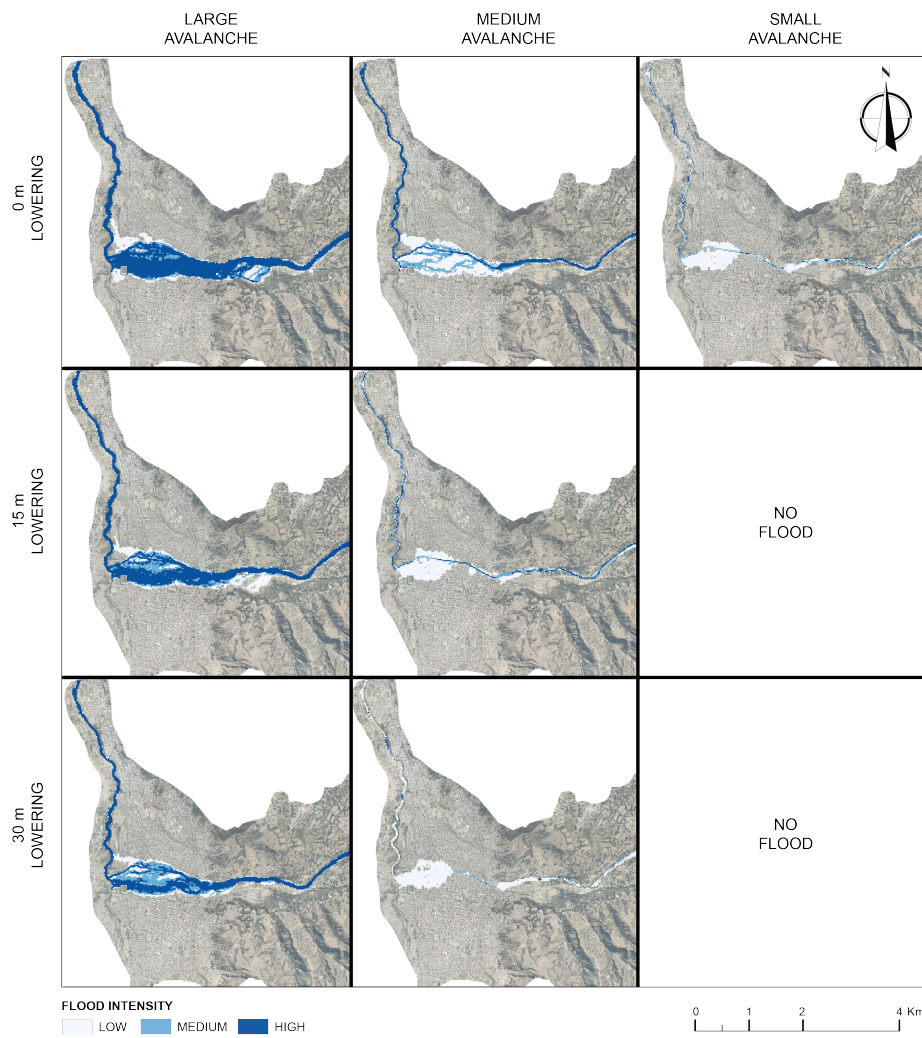 LARGE
AVALANCHE
MEDIUM
AVALANCHE
SMALL
AVALANCHE
N
0 m
LOWERING
15 m
LOWERING
NO
FLOOD
30 m
LOWERING
NO
FLOOD
FLOOD INTENSITY
LOW MEDIUM HIGH
0 1 2 4 Km